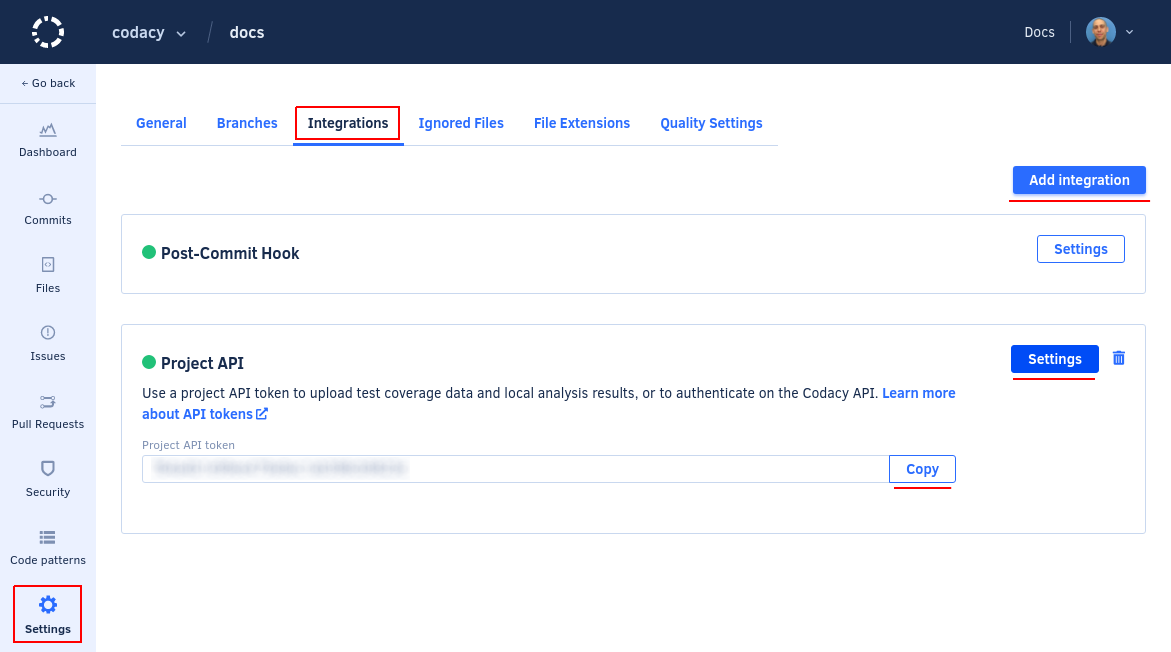 codacy / docs
Docs
← Go back
Dashboard
Commits
Files
Issues
Pull Requests
Security
Code patterns
Settings
General Branches Integrations Ignored Files File Extensions Quality Settings
Add integration
Post-Commit Hook
Settings
Project API
Settings
Use a project API token to upload test coverage data and local analysis results, or to authenticate on the Codacy API. Learn more
about API tokens
Project API token
Copy